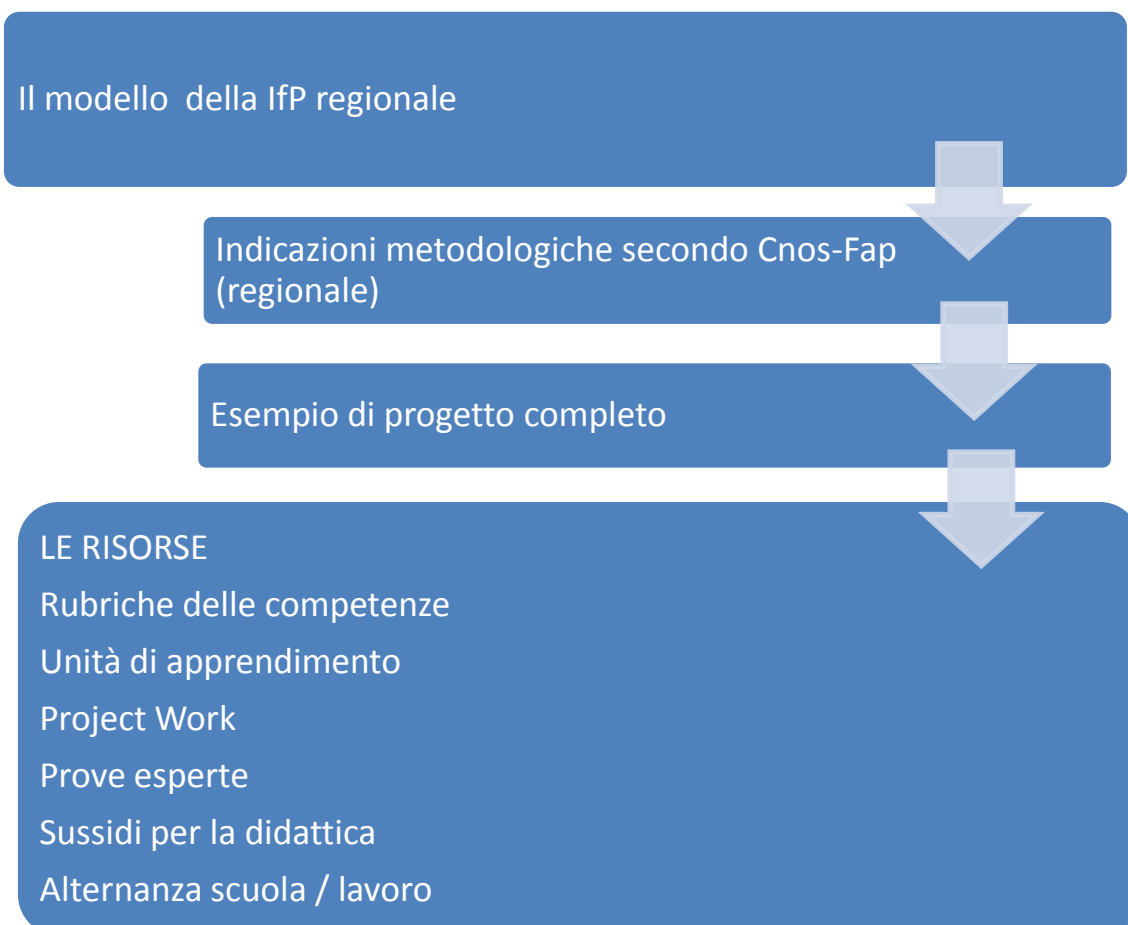 Il modello  della IfP regionale
Indicazioni metodologiche secondo Cnos-Fap
(regionale)
Esempio di progetto completo
LE RISORSE
Rubriche delle competenze
Unità di apprendimento
Project Work
Prove esperte
Sussidi per la didattica
Alternanza scuola / lavoro